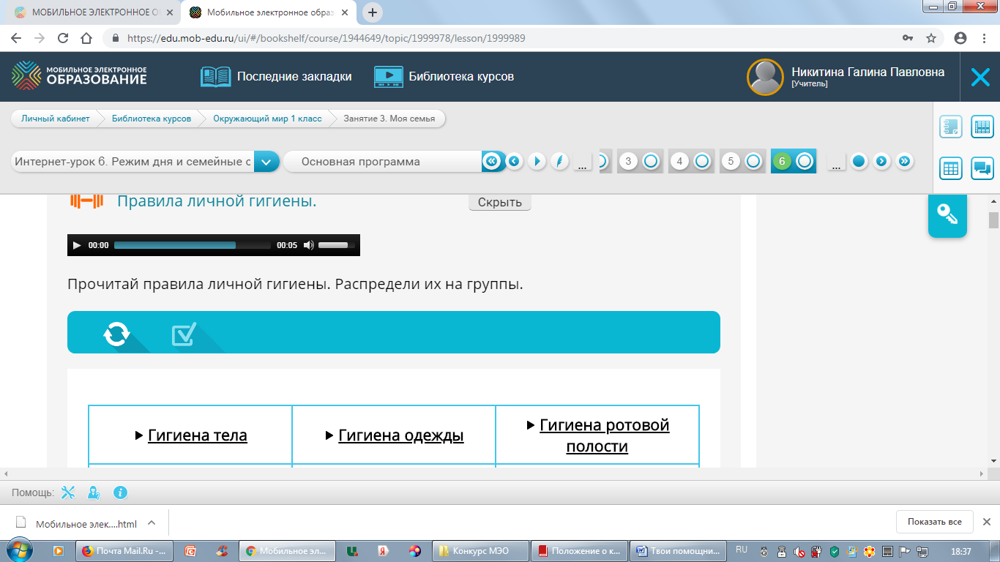 МОБИЛЬНОЕ ЭЛЕКТРОННОЕ О
Мобильное электронное образ
https://edu.mob-edu.ru/ui/#/bookshelf/course/1944649/topic/1999978/lesson/1999989
МОБИЛЬНОЕ ЭЛЕКТРОННОЕ
ОБРАЗОВАНИЕ
Последние закладки
Библиотека курсов
Никитина Галина Павловна
[Учитель]
Личный кабинет
Библиотека курсов
Окружающий мир 1 класс
Занятие 3. Моя семья
Интернет-урок 6. Режим дня и семейные о
Основная программа
...
3
4
5
6
...
Правила личной гигиены.
Скрыть
00:00
00:05
Прочитай правила личной гигиены. Распредели их на группы.
Гигиена тела
Гигиена одежды
Гигиена ротовой
полости
Помощь:
Мобильное элек....html
Показать все
Почта Mail.Ru -...
Мобильное эл...
Я
Конкурс МЭО
Положение о к...
Твои помощни...
RU
18:37